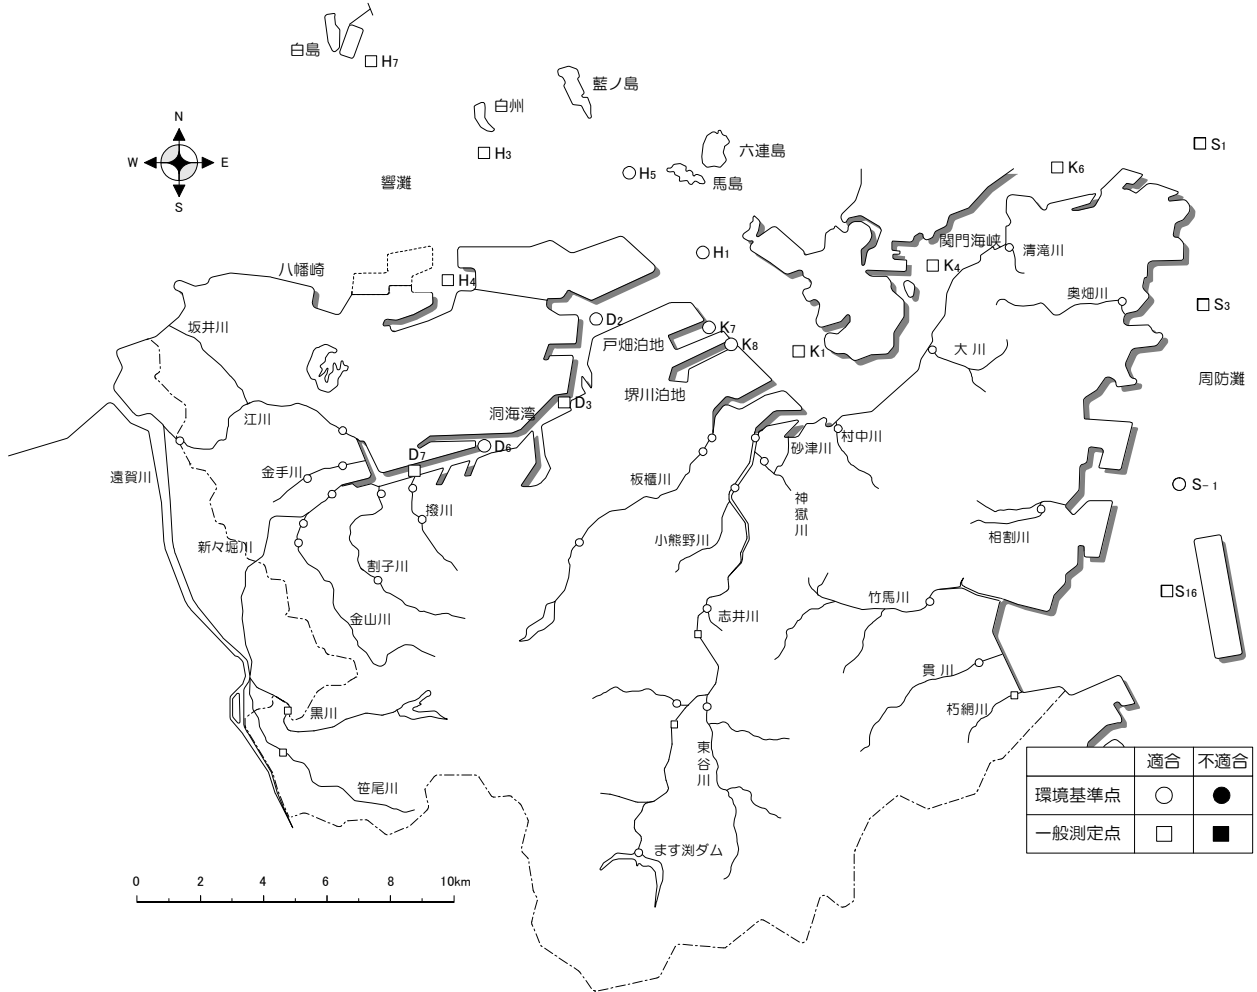 白島
H7
藍ノ島
白州
N
W
E
S
H3
響灘
H5
六連島
馬島
K6
S1
H1
関門海峡
清滝川
K4
八幡崎
H4
奥畑川
S3
坂井川
D2
K7
戸畑泊地
K8
K1
大川
周防灘
堺川泊地
D3
洞海湾
江川
村中川
砂津川
D6
D7
金手川
遠賀川
板櫃川
神嶽川
S-1
撥川
小熊野川
相割川
新々堀川
割子川
竹馬川
S16
金山川
志井川
貫川
朽網川
黒川
東谷川
笹尾川
ます渕ダム
適合 不適合
環境基準点 ○ ●
一般測定点 □ ■
0 2 4 6 8 10km